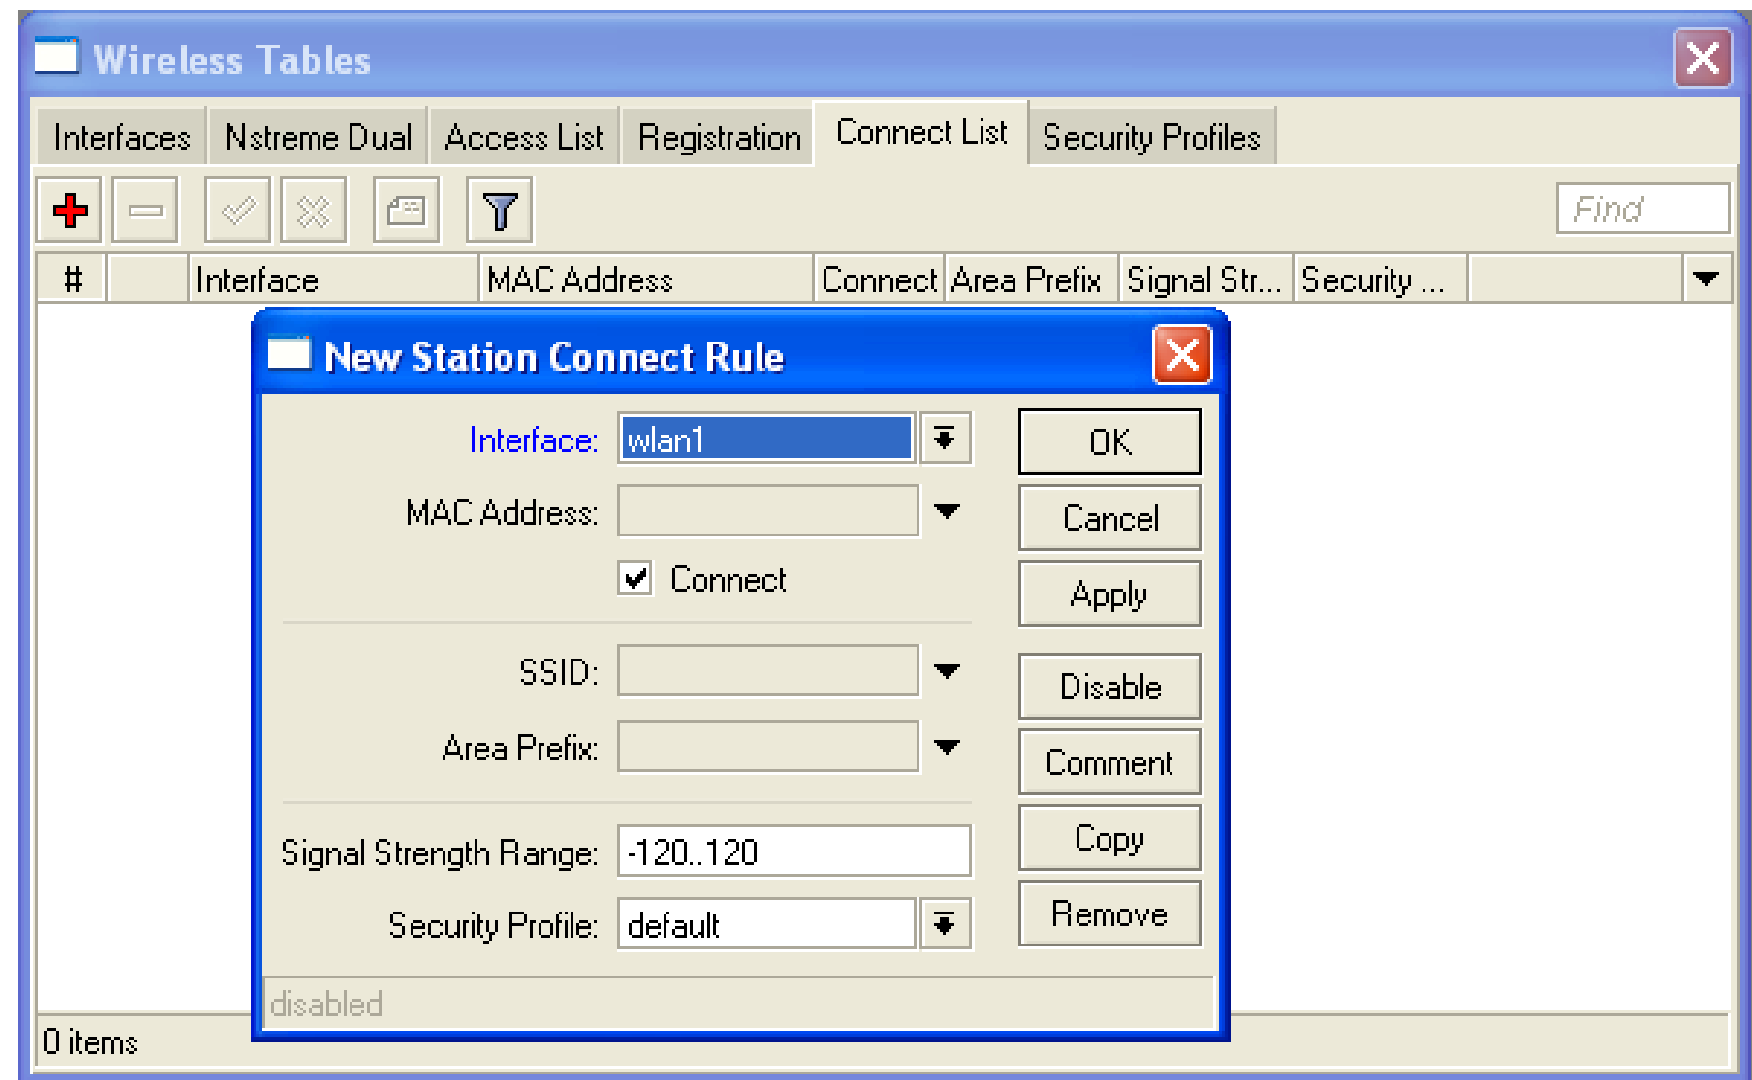 Wireless Tables
Interfaces Nstreme Dual Access List Registration Connect List Security Profiles
Find
# Interface MAC Address Connect Area Prefix Signal Str... Security ...
New Station Connect Rule
Interface: wlan1 OK
MAC Address: Cancel
Connect Apply
SSID: Disable
Area Prefix: Comment
Signal Strength Range: -120..120 Copy
Security Profile: default Remove
disabled
0 items